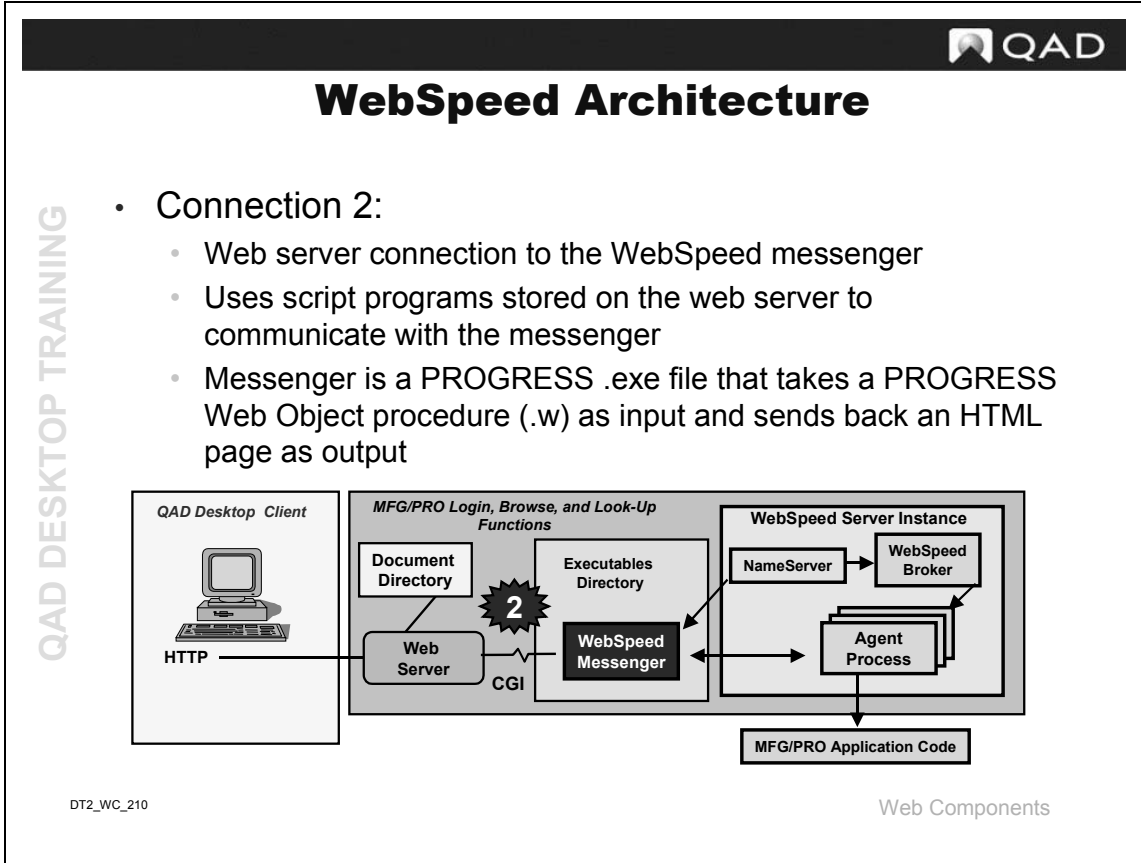 QAD
WebSpeed Architecture
QAD DESKTOP TRAINING
• Connection 2:
• Web server connection to the WebSpeed messenger
• Uses script programs stored on the web server to
communicate with the messenger
• Messenger is a PROGRESS .exe file that takes a PROGRESS
Web Object procedure (.w) as input and sends back an HTML
page as output
QAD Desktop Client
HTTP
MFG/PRO Login, Browse, and Look-Up
Functions
Document
Directory
Web
Server
2
CGI
Executables
Directory
WebSpeed
Messenger
WebSpeed Server Instance
NameServer
WebSpeed
Broker
Agent
Process
MFG/PRO Application Code
DT2_WC_210
Web Components